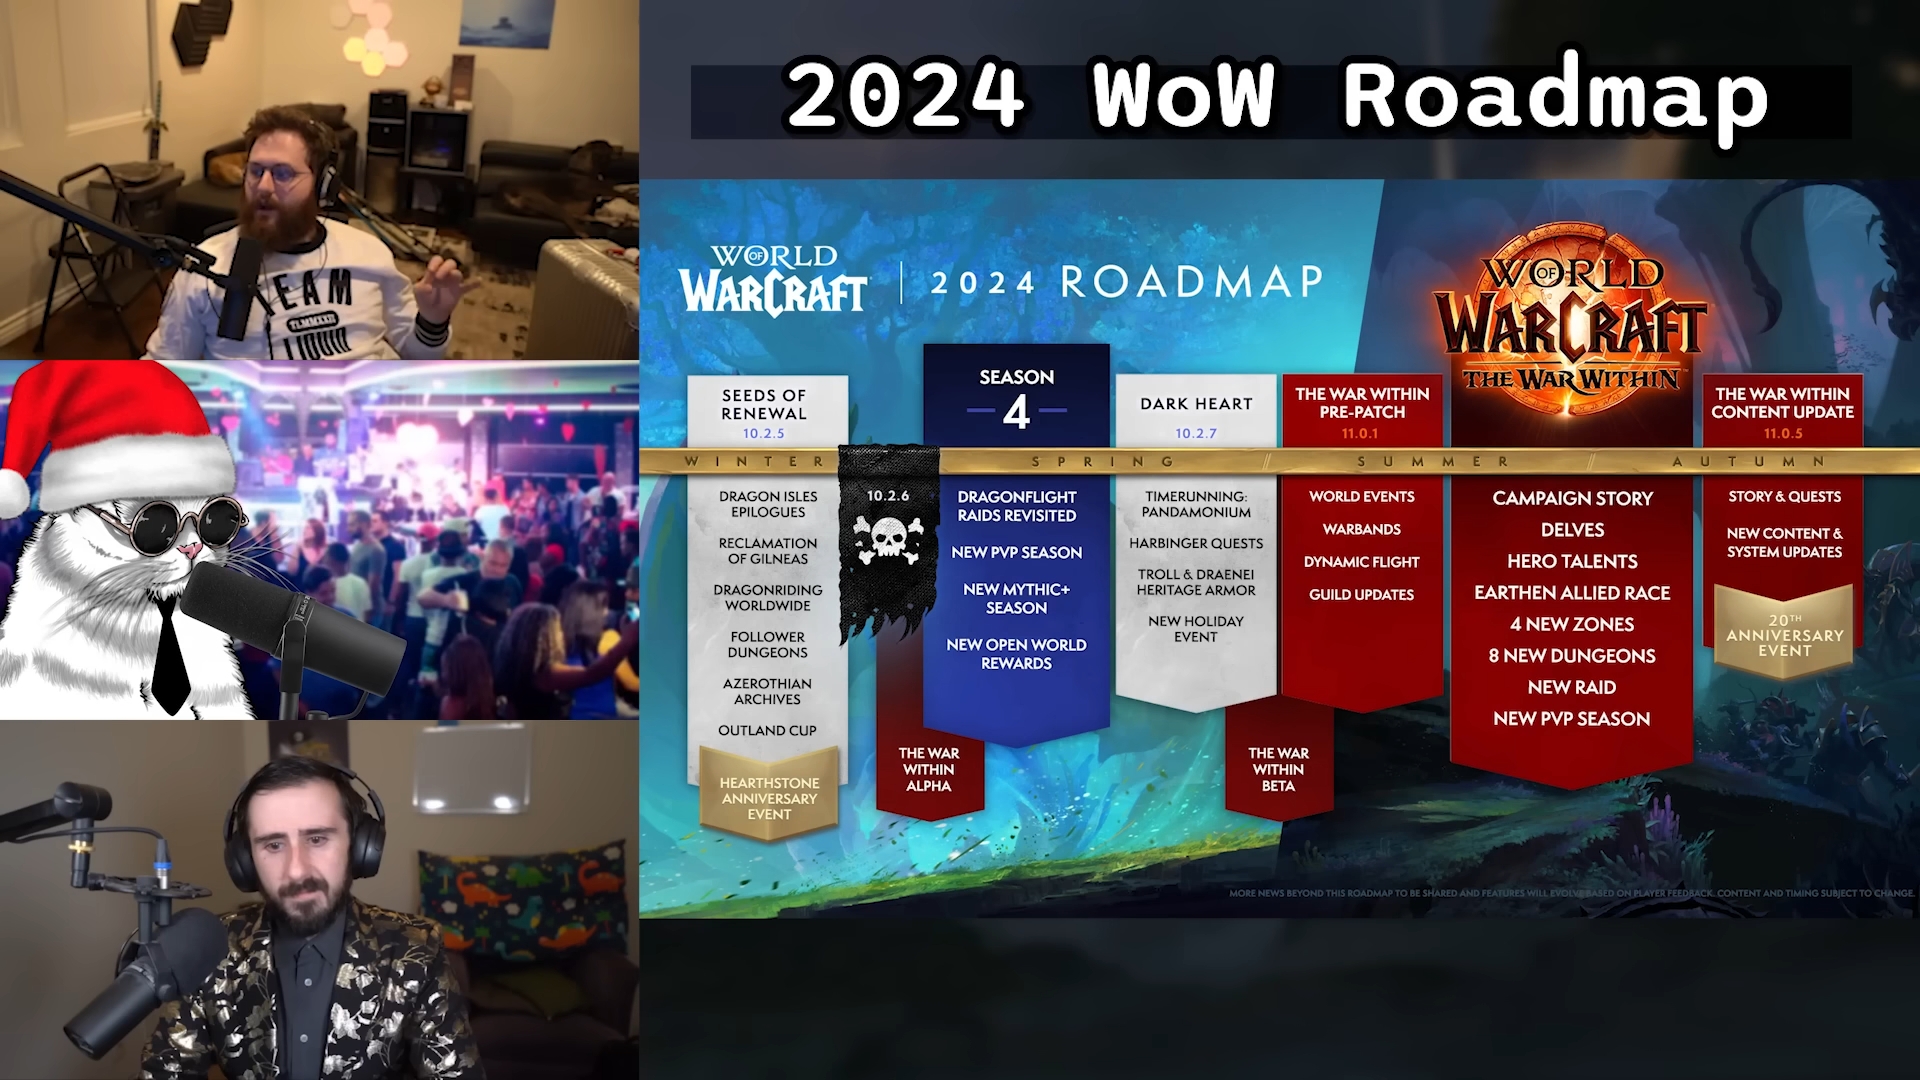 2024 WoW Roadmap
TEAM
LIQUID
WORLD
OF
WARCRAFT
2024 ROADMAP
WORLD
OF
WARCRAFT
THE WAR WITHIN
SEEDS OF
RENEWAL
10.2.5
SEASON
4
DARK HEART
10.2.7
THE WAR WITHIN
PRE-PATCH
11.0.1
THE WAR WITHIN
CONTENT UPDATE
11.0.5
WINTER
SPRING
SUMMER
AUTUMN
DRAGON ISLES
EPILOGUES
RECLAMATION
OF GILNEAS
DRAGONRIDING
WORLDWIDE
FOLLOWER
DUNGEONS
AZEROTHIAN
ARCHIVES
OUTLAND CUP
HEARTHSTONE
ANNIVERSARY
EVENT
10.2.6
THE WAR
WITHIN
ALPHA
DRAGONFLIGHT
RAIDS REVISITED
NEW PVP SEASON
NEW MYTHIC+
SEASON
NEW OPEN WORLD
REWARDS
TIMERUNNING:
PANDAMONIUM
HARBINGER QUESTS
TROLL & DRAENEI
HERITAGE ARMOR
NEW HOLIDAY
EVENT
THE WAR
WITHIN
BETA
WORLD EVENTS
WARBANDS
DYNAMIC FLIGHT
GUILD UPDATES
CAMPAIGN STORY
DELVES
HERO TALENTS
EARTHEN ALLIED RACE
4 NEW ZONES
8 NEW DUNGEONS
NEW RAID
NEW PVP SEASON
STORY & QUESTS
NEW CONTENT &
SYSTEM UPDATES
20TH
ANNIVERSARY
EVENT
MORE NEWS BEYOND THIS ROADMAP TO BE SHARED AND FEATURES WILL EVOLVE BASED ON PLAYER FEEDBACK. CONTENT AND TIMING SUBJECT TO CHANGE.